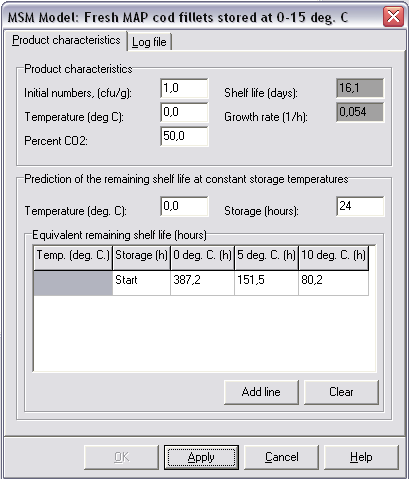 MSM Model: Fresh MAP cod fillets stored at 0-15 deg. C
Product characteristics Log file
Product characteristics
Initial numbers, (cfu/g): 1,0 Shelf life (days): 16,1
Temperature (deg C): 0,0 Growth rate (1/h): 0,054
Percent CO2: 50,0
Prediction of the remaining shelf life at constant storage temperatures
Temperature (deg. C): 0,0 Storage (hours): 24
Equivalent remaining shelf life (hours)
Temp. (deg. C.) Storage (h) 0 deg. C. (h) 5 deg. C. (h) 10 deg. C. (h)
Start 387,2 151,5 80,2
Add line Clear
OK Apply Cancel Help